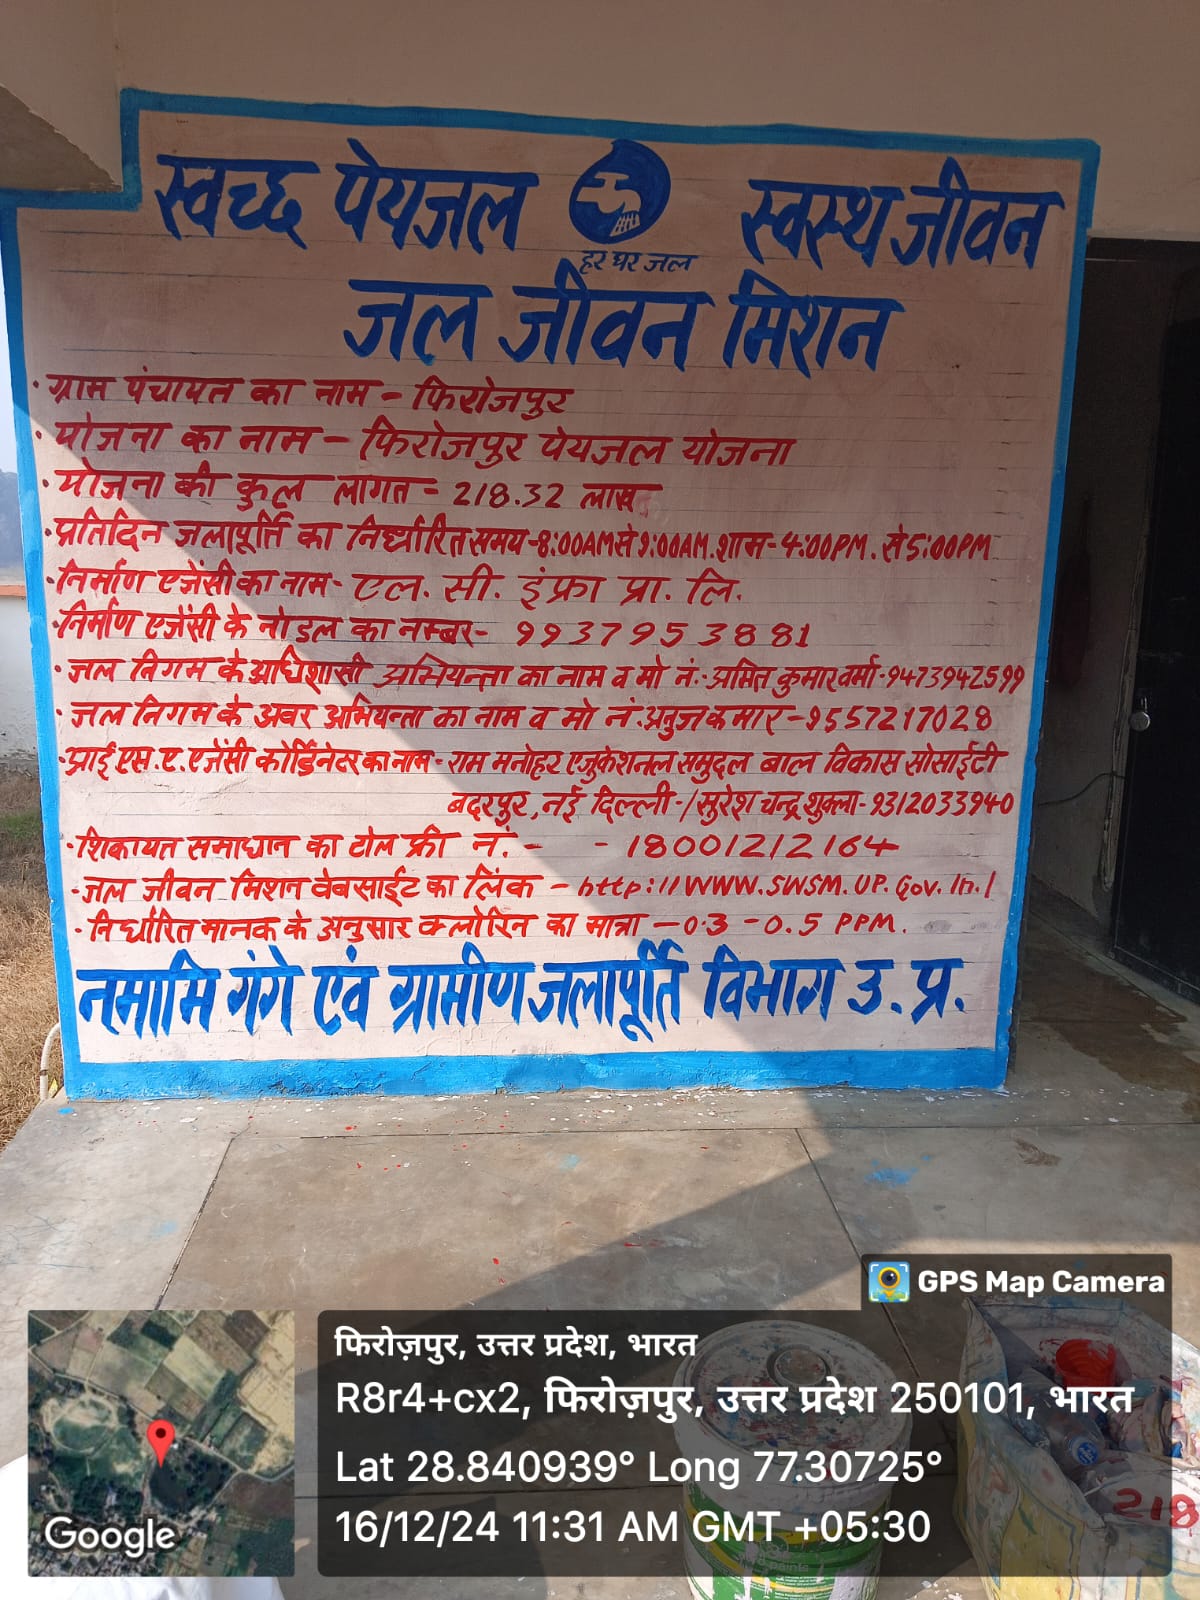 स्वच्छ पेयजल स्वस्थ जीवन
हर घर जल
जल जीवन मिशन
• ग्राम पंचायत का नाम - फिरोजपुर
• योजना का नाम - फिरोजपुर पेयजल योजना
• योजना की कुल लागत - 218.32 लाख
• प्रतिदिन जलापूर्ति का निर्धारित समय - 8:00AM से 9:00AM. शाम - 4:00PM. से 5:00PM
• निर्माण एजेंसी का नाम - एल. सी. इंफ्रा प्रा. लि.
• निर्माण एजेंसी के नोडल का नम्बर - 9937953881
• जल निगम के अधिशासी अभियन्ता का नाम व मो नं:- अमित कुमार वर्मा - 9473942599
• जल निगम के अवर अभियन्ता का नाम व मो नं. अनुज कमार - 9557217028
• आई एस. ए. एजेंसी कोर्डिनेटर का नाम - राम मनोहर एजुकेशनल समुदल बाल विकास सोसाईटी
बदरपुर, नई दिल्ली - / सुरेश चन्द्र शुक्ला - 9312033940
• शिकायत समाधान का टोल फ्री नं. - - 18001212164
• जल जीवन मिशन वेबसाईट का लिंक - http://WWW.SWSM.UP.Gov.In./
• निर्धारित मानक के अनुसार क्लोरिन का मात्रा - 0.3 - 0.5 PPM.
नमामि गंगे एवं ग्रामीण जलापूर्ति विभाग उ. प्र.
GPS Map Camera
फिरोज़पुर, उत्तर प्रदेश, भारत
R8r4+cx2, फिरोज़पुर, उत्तर प्रदेश 250101, भारत
Lat 28.840939° Long 77.30725°
16/12/24 11:31 AM GMT +05:30
Google
218